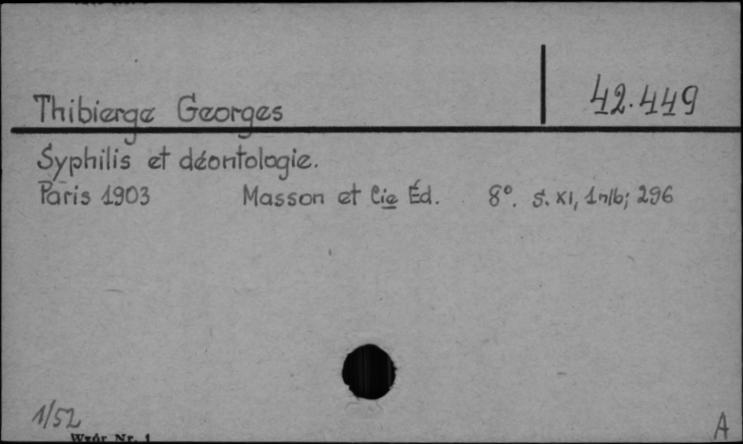 Thibierge Georges
42.449
Syphilis et déontologie.
Paris 1903 Masson et Cie Éd. 8°. s. XI, 1nlb; 296
1/52
Wzór Nr. 1
A